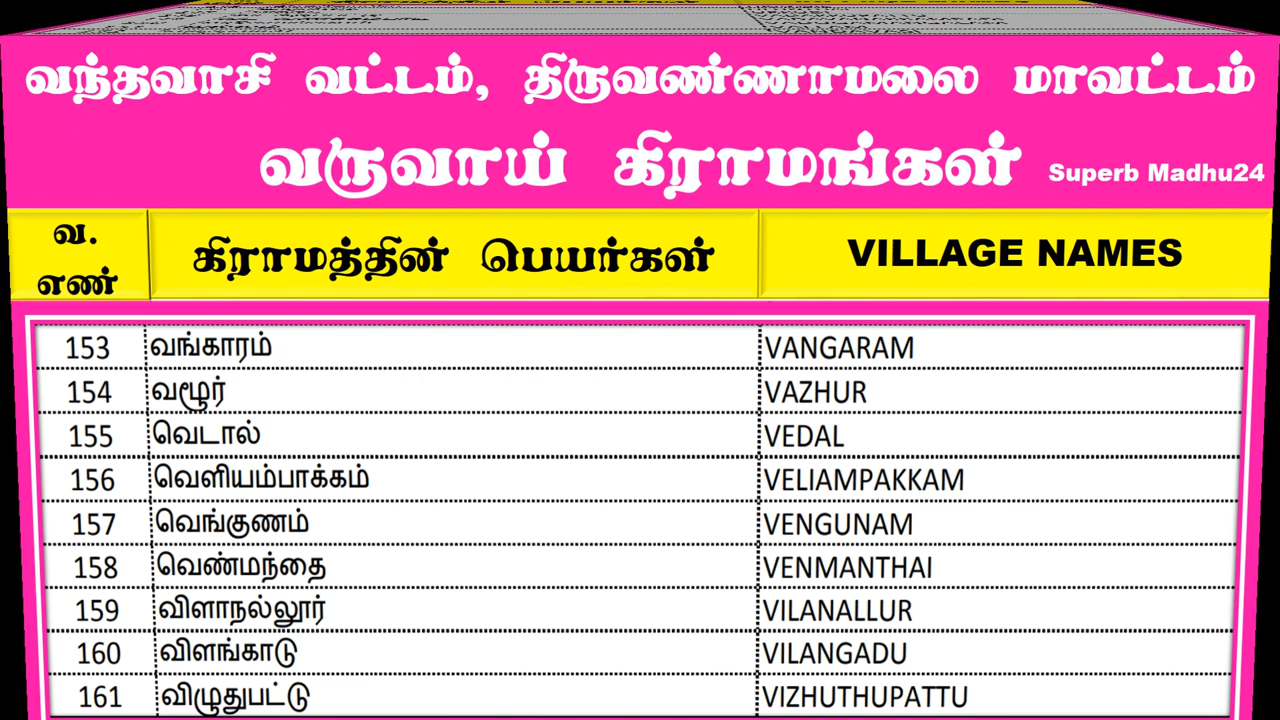 வந்தவாசி வட்டம், திருவண்ணாமலை மாவட்டம்
வருவாய் கிராமங்கள் Superb Madhu24
வ. எண் கிராமத்தின் பெயர்கள் VILLAGE NAMES
153 வங்காரம் VANGARAM
154 வழூர் VAZHUR
155 வெடால் VEDAL
156 வெளியம்பாக்கம் VELIAMPAKKAM
157 வெங்குணம் VENGUNAM
158 வெண்மந்தை VENMANTHAI
159 விளாநல்லூர் VILANALLUR
160 விளங்காடு VILANGADU
161 விழுதுபட்டு VIZHUTHUPATTU